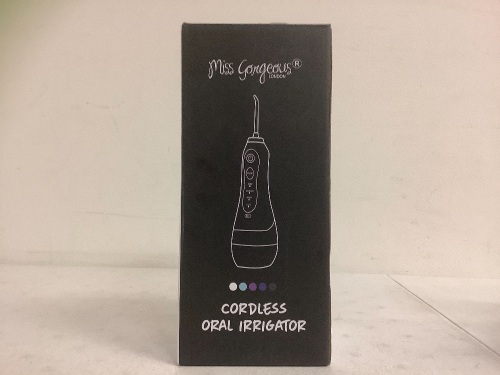 Miss Gorgeous®
LONDON
CORDLESS
ORAL IRRIGATOR